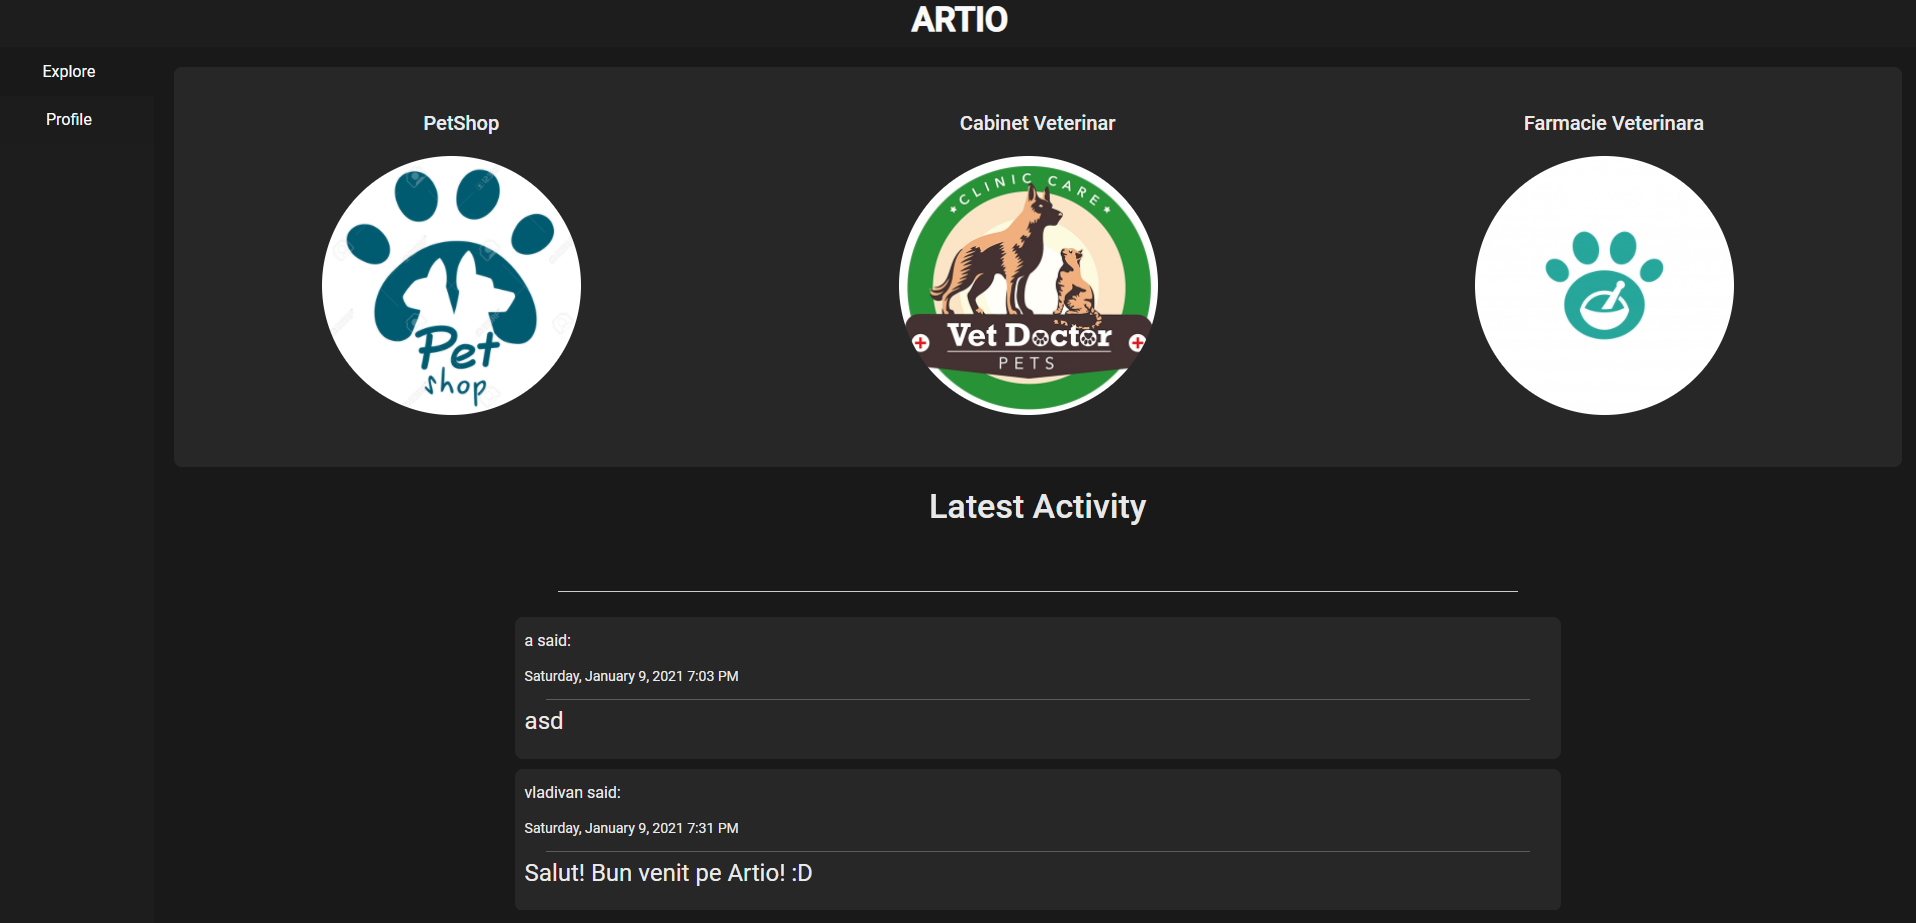 ARTIO
Explore
Profile
PetShop
Cabinet Veterinar
Farmacie Veterinara
Pet
shop
CLINIC CARE
Vet Doctor
PETS
Latest Activity
a said:
Saturday, January 9, 2021 7:03 PM
asd
vladivan said:
Saturday, January 9, 2021 7:31 PM
Salut! Bun venit pe Artio! :D